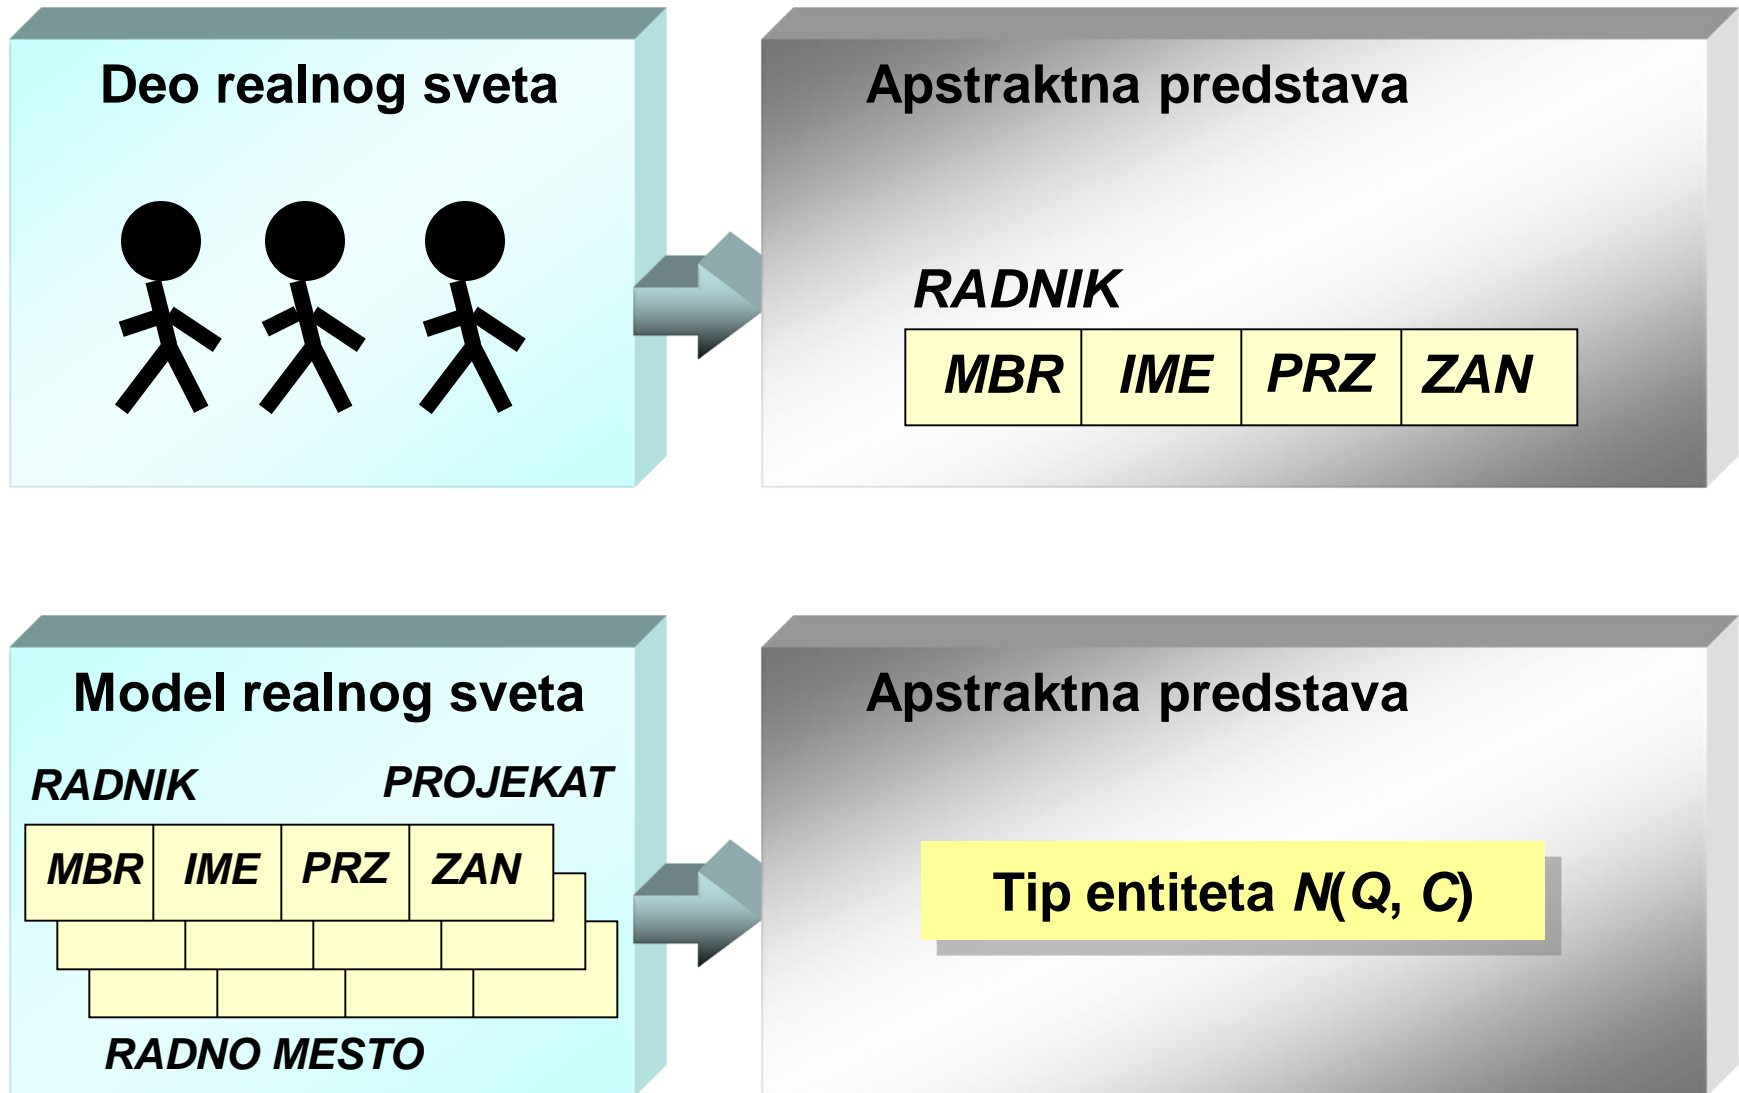 Deo realnog sveta
Apstraktna predstava
RADNIK
MBR IME PRZ ZAN
Model realnog sveta
RADNIK PROJEKAT
MBR IME PRZ ZAN
RADNO MESTO
Apstraktna predstava
Tip entiteta N(Q, C)